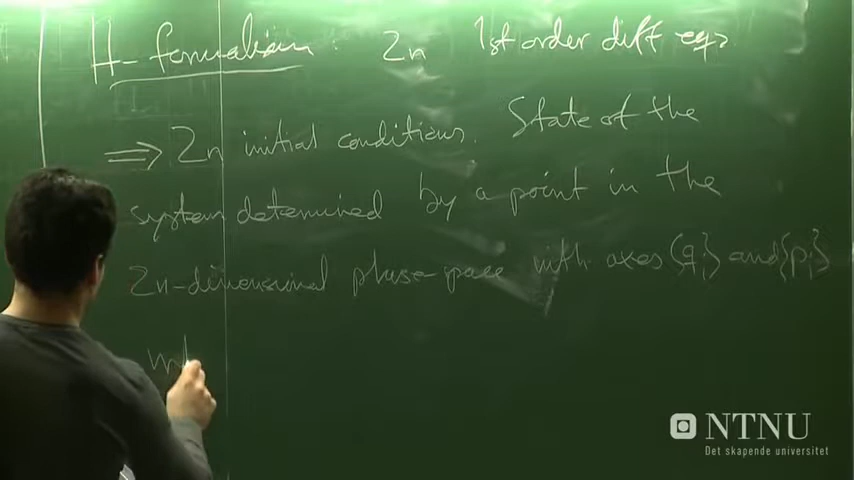 H-formalism: 2n 1st order diff eqs
⟹ 2n initial conditions. State of the
system determined by a point in the
2n-dimensional phase-space with axes {qi} and {pi}
NTNU
Det skapende universitet